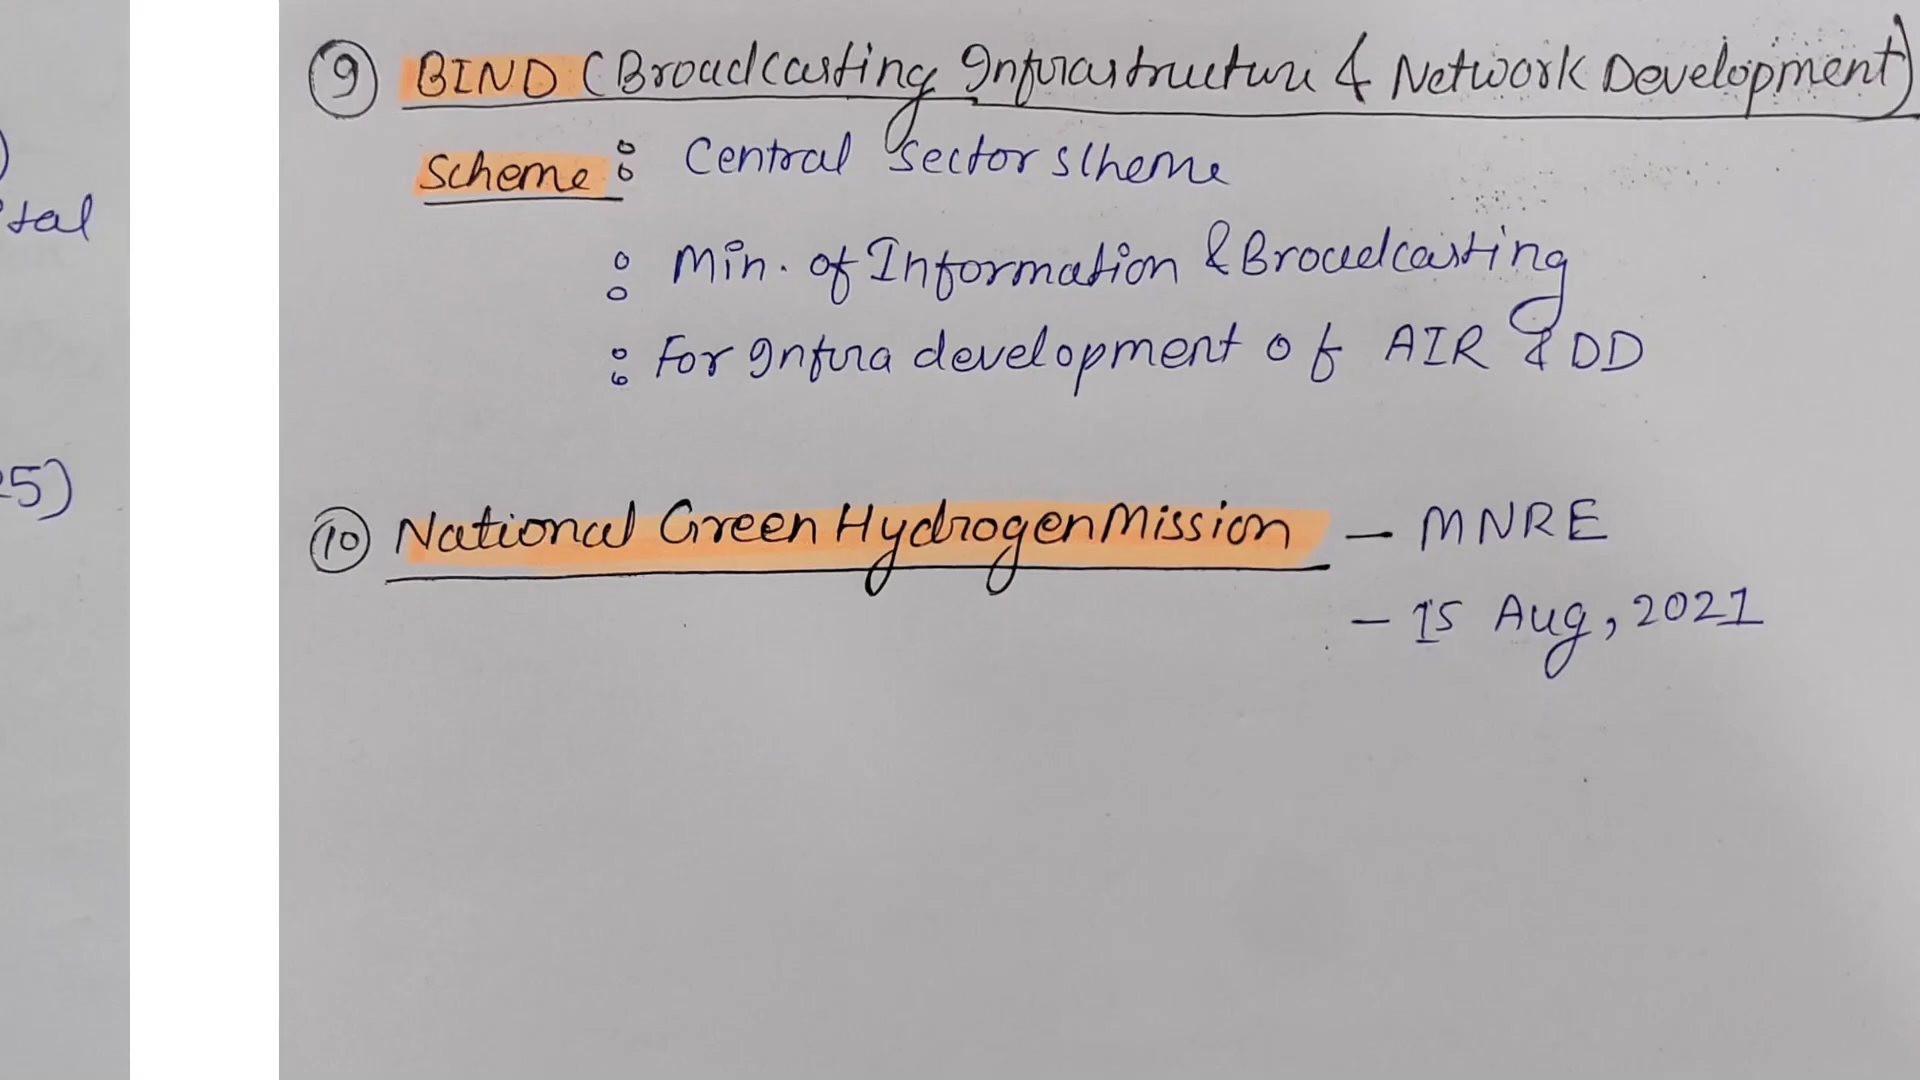 )
tal
25)
9 BIND (Broadcasting Infrastructure & Network Development)
Scheme : Central Sector Scheme
: Min. of Information & Broadcasting
: For Infra development of AIR & DD
10 National Green Hydrogen Mission - MNRE
- 15 Aug, 2021